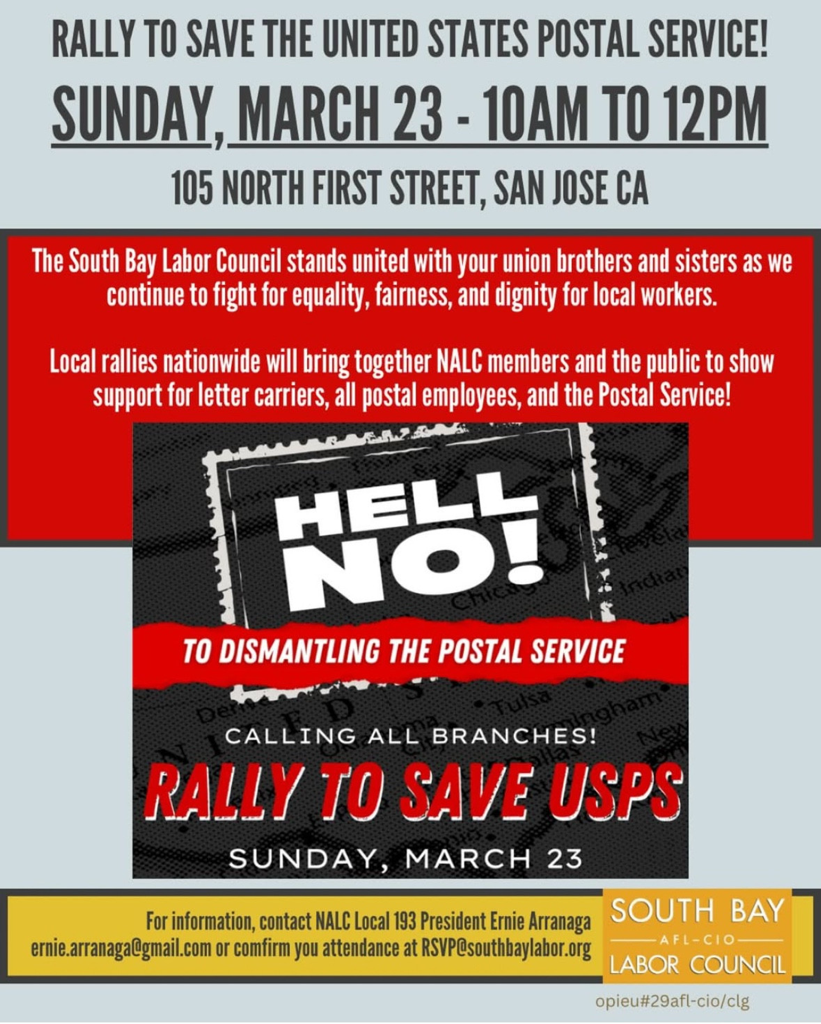 RALLY TO SAVE THE UNITED STATES POSTAL SERVICE!
SUNDAY, MARCH 23 - 10AM TO 12PM
105 NORTH FIRST STREET, SAN JOSE CA
The South Bay Labor Council stands united with your union brothers and sisters as we
continue to fight for equality, fairness, and dignity for local workers.
Local rallies nationwide will bring together NALC members and the public to show
support for letter carriers, all postal employees, and the Postal Service!
HELL
NO!
Chicago
Indian
TO DISMANTLING THE POSTAL SERVICE
Tulsa
CALLING ALL BRANCHES!
RALLY TO SAVE USPS
SUNDAY, MARCH 23
For information, contact NALC Local 193 President Ernie Arranaga
ernie.arranaga@gmail.com or comfirm you attendance at RSVP@southbaylabor.org
SOUTH BAY
AFL-CIO
LABOR COUNCIL
opieu#29afl-cio/clg